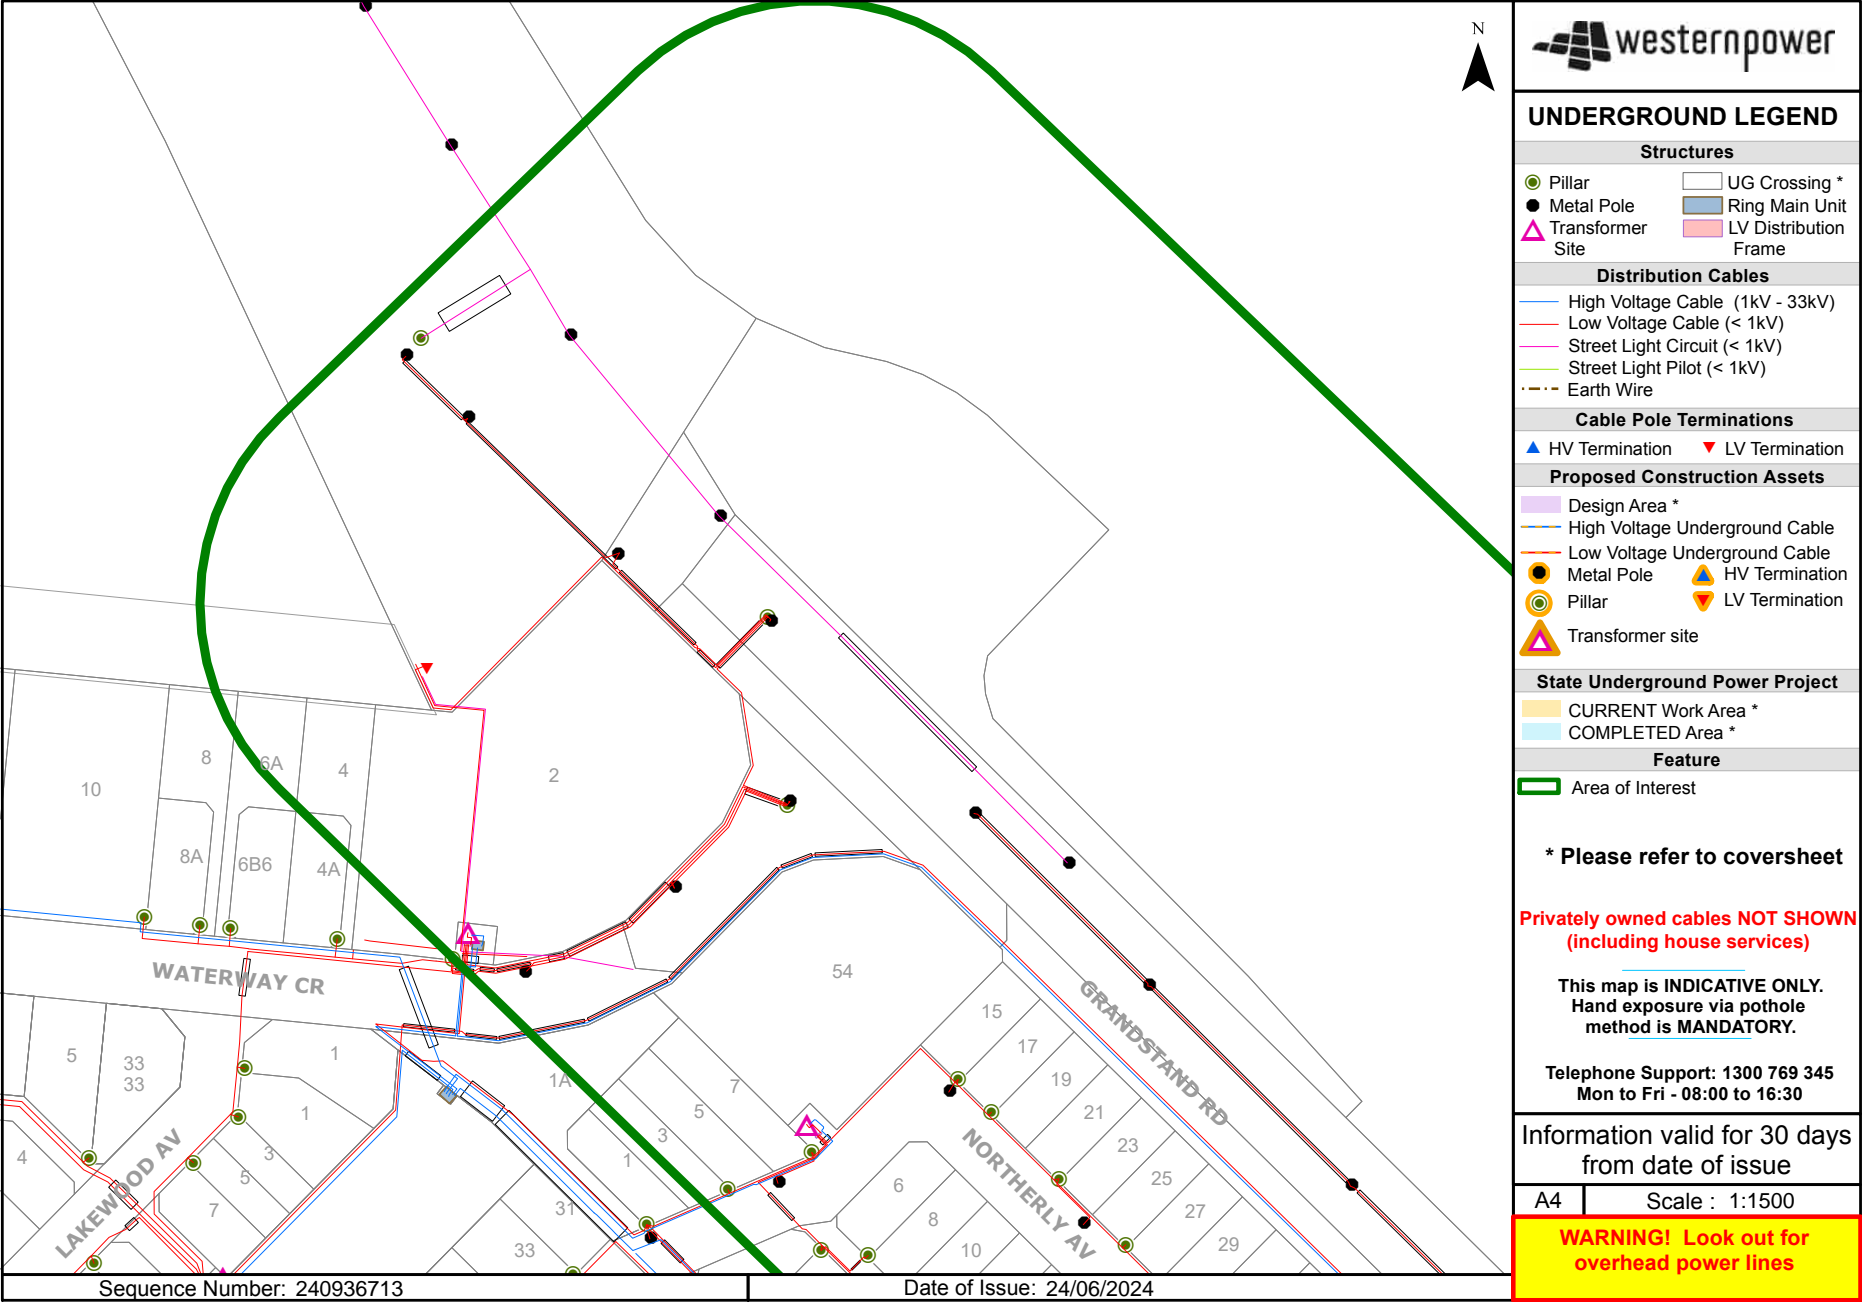 N
westernpower
UNDERGROUND LEGEND
Structures
Pillar
UG Crossing *
Metal Pole
Ring Main Unit
Transformer
Site
LV Distribution
Frame
Distribution Cables
High Voltage Cable (1kV - 33kV)
Low Voltage Cable (< 1kV)
Street Light Circuit (< 1kV)
Street Light Pilot (< 1kV)
Earth Wire
Cable Pole Terminations
HV Termination
LV Termination
Proposed Construction Assets
Design Area *
High Voltage Underground Cable
Low Voltage Underground Cable
Metal Pole
HV Termination
Pillar
LV Termination
Transformer site
State Underground Power Project
CURRENT Work Area *
COMPLETED Area *
Feature
Area of Interest
* Please refer to coversheet
Privately owned cables NOT SHOWN
(including house services)
This map is INDICATIVE ONLY.
Hand exposure via pothole
method is MANDATORY.
Telephone Support: 1300 769 345
Mon to Fri - 08:00 to 16:30
Information valid for 30 days
from date of issue
A4
Scale : 1:1500
WARNING! Look out for
overhead power lines
10
8
6A
4
2
8A
6B6
4A
WATERWAY CR
54
5
33
33
1
1
1A
7
5
3
1
15
17
19
21
23
25
27
29
GRANDSTAND RD
NORTHERLY AV
LAKEWOOD AV
4
3
5
7
31
33
6
8
10
Sequence Number: 240936713
Date of Issue: 24/06/2024